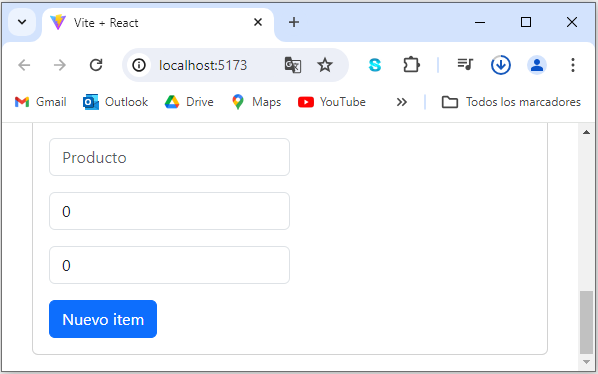 Vite + React
localhost:5173
Gmail Outlook Drive Maps YouTube Todos los marcadores
Producto
0
0
Nuevo item